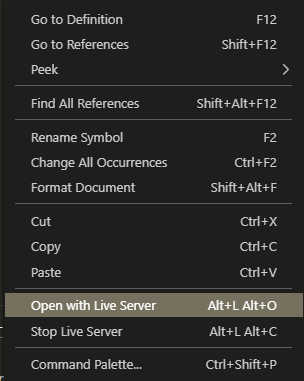 Go to Definition F12
Go to References Shift+F12
Peek
Find All References Shift+Alt+F12
Rename Symbol F2
Change All Occurrences Ctrl+F2
Format Document Shift+Alt+F
Cut Ctrl+X
Copy Ctrl+C
Paste Ctrl+V
Open with Live Server Alt+L Alt+O
Stop Live Server Alt+L Alt+C
Command Palette... Ctrl+Shift+P